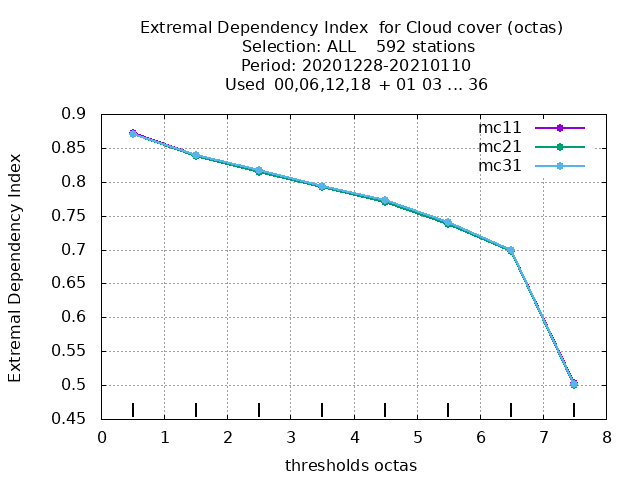 Extremal Dependency Index  for Cloud cover (octas)
Selection: ALL    592 stations
Period: 20201228-20210110
Used  00,06,12,18  + 01 03 ... 36
Extremal Dependency Index
0.9
0.85
0.8
0.75
0.7
0.65
0.6
0.55
0.5
0.45
mc11
mc21
mc31
0 1 2 3 4 5 6 7 8
thresholds octas